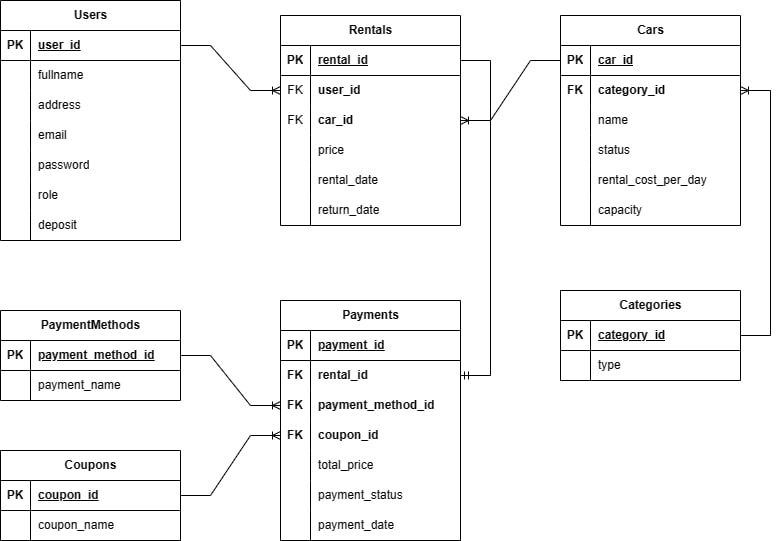 Users
PK user_id
fullname
address
email
password
role
deposit
Rentals
PK rental_id
FK user_id
FK car_id
price
rental_date
return_date
Cars
PK car_id
FK category_id
name
status
rental_cost_per_day
capacity
PaymentMethods
PK payment_method_id
payment_name
Payments
PK payment_id
FK rental_id
FK payment_method_id
FK coupon_id
total_price
payment_status
payment_date
Categories
PK category_id
type
Coupons
PK coupon_id
coupon_name